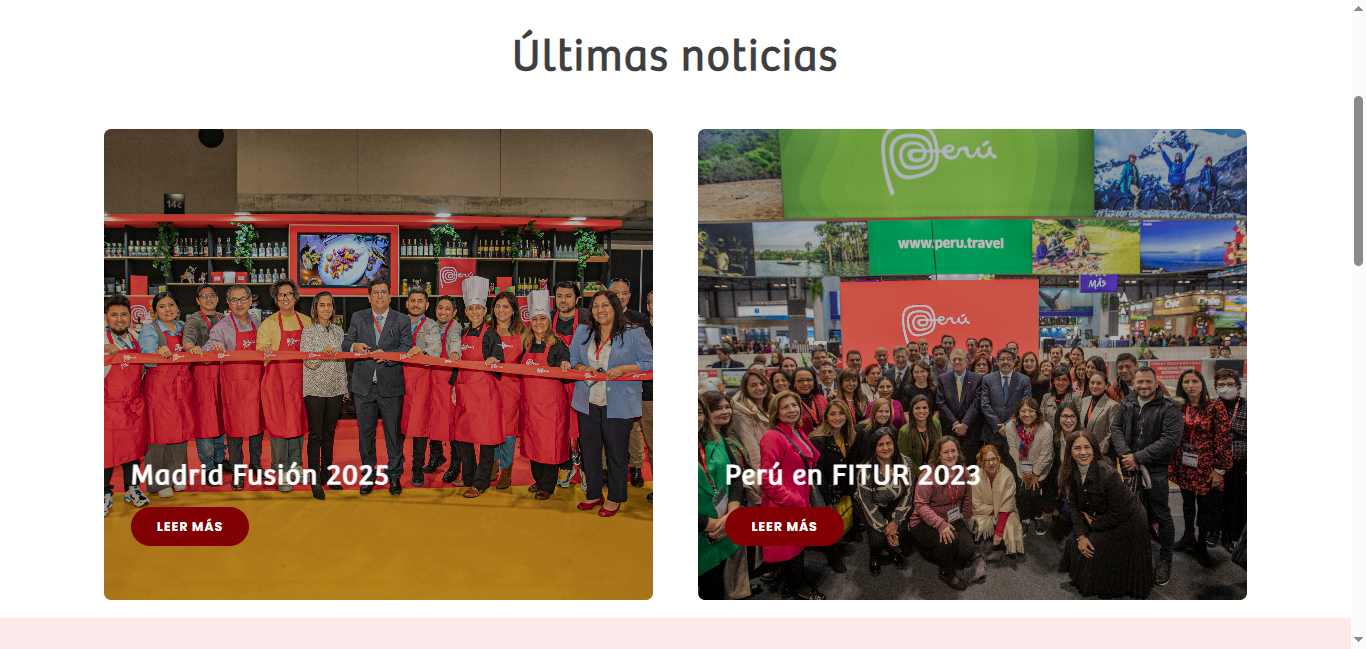 Últimas noticias
14c
Perú
Madrid Fusión 2025
LEER MÁS
Perú
www.peru.travel
MÁS
Perú
Chile
Perú en FITUR 2023
LEER MÁS